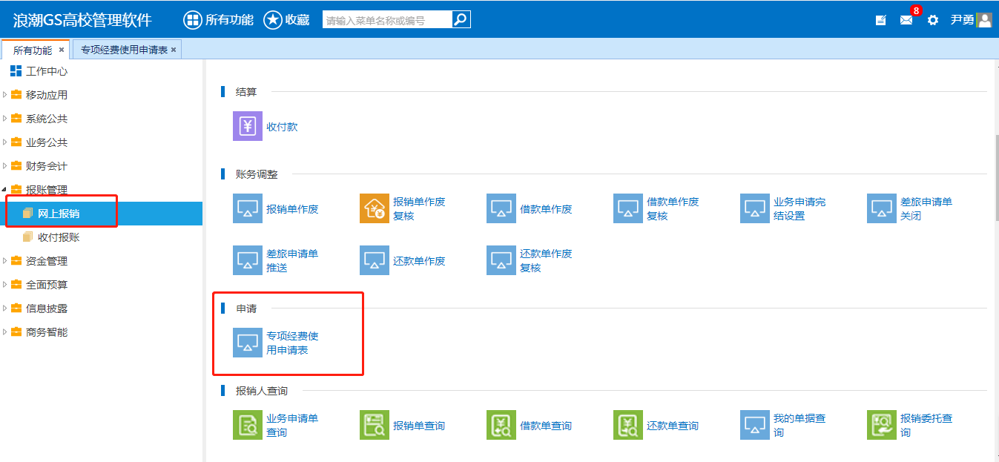 浪潮GS高校管理软件
所有功能
收藏
请输入菜单名称或编号
8
尹勇
所有功能 ×
专项经费使用申请表 ×
工作中心
移动应用
系统公共
业务公共
财务会计
报账管理
网上报销
收付报账
资金管理
全面预算
信息披露
商务智能
结算
收付款
账务调整
报销单作废
报销单作废
复核
借款单作废
借款单作废
复核
业务申请完
结设置
差旅申请单
关闭
差旅申请单
推送
还款单作废
还款单作废
复核
申请
专项经费使
用申请表
报销人查询
业务申请单
查询
报销单查询
借款单查询
还款单查询
我的单据查
询
报销委托查
询